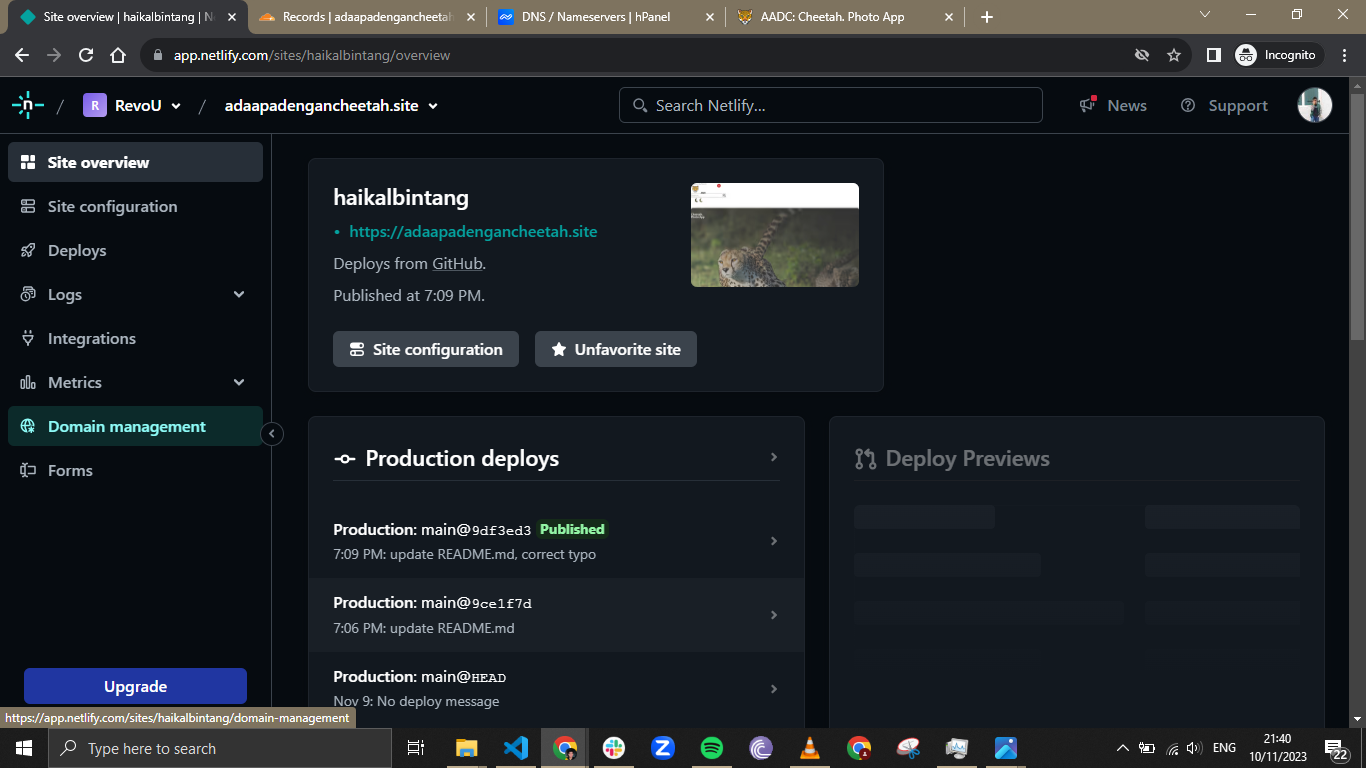 Site overview | haikalbintang | N
Records | adaapadengancheetah
DNS / Nameservers | hPanel
AADC: Cheetah. Photo App
app.netlify.com/sites/haikalbintang/overview
Incognito
n
/
R
RevoU
/
adaapadengancheetah.site
Search Netlify...
News
Support
Site overview
Site configuration
Deploys
Logs
Integrations
Metrics
Domain management
Forms
Upgrade
haikalbintang
• https://adaapadengancheetah.site
Deploys from GitHub.
Published at 7:09 PM.
Site configuration
Unfavorite site
Production deploys
Production: main@9df3ed3 Published
7:09 PM: update README.md, correct typo
Production: main@9ce1f7d
7:06 PM: update README.md
Production: main@HEAD
Nov 9: No deploy message
Deploy Previews
https://app.netlify.com/sites/haikalbintang/domain-management
Type here to search
ENG
21:40
10/11/2023
22